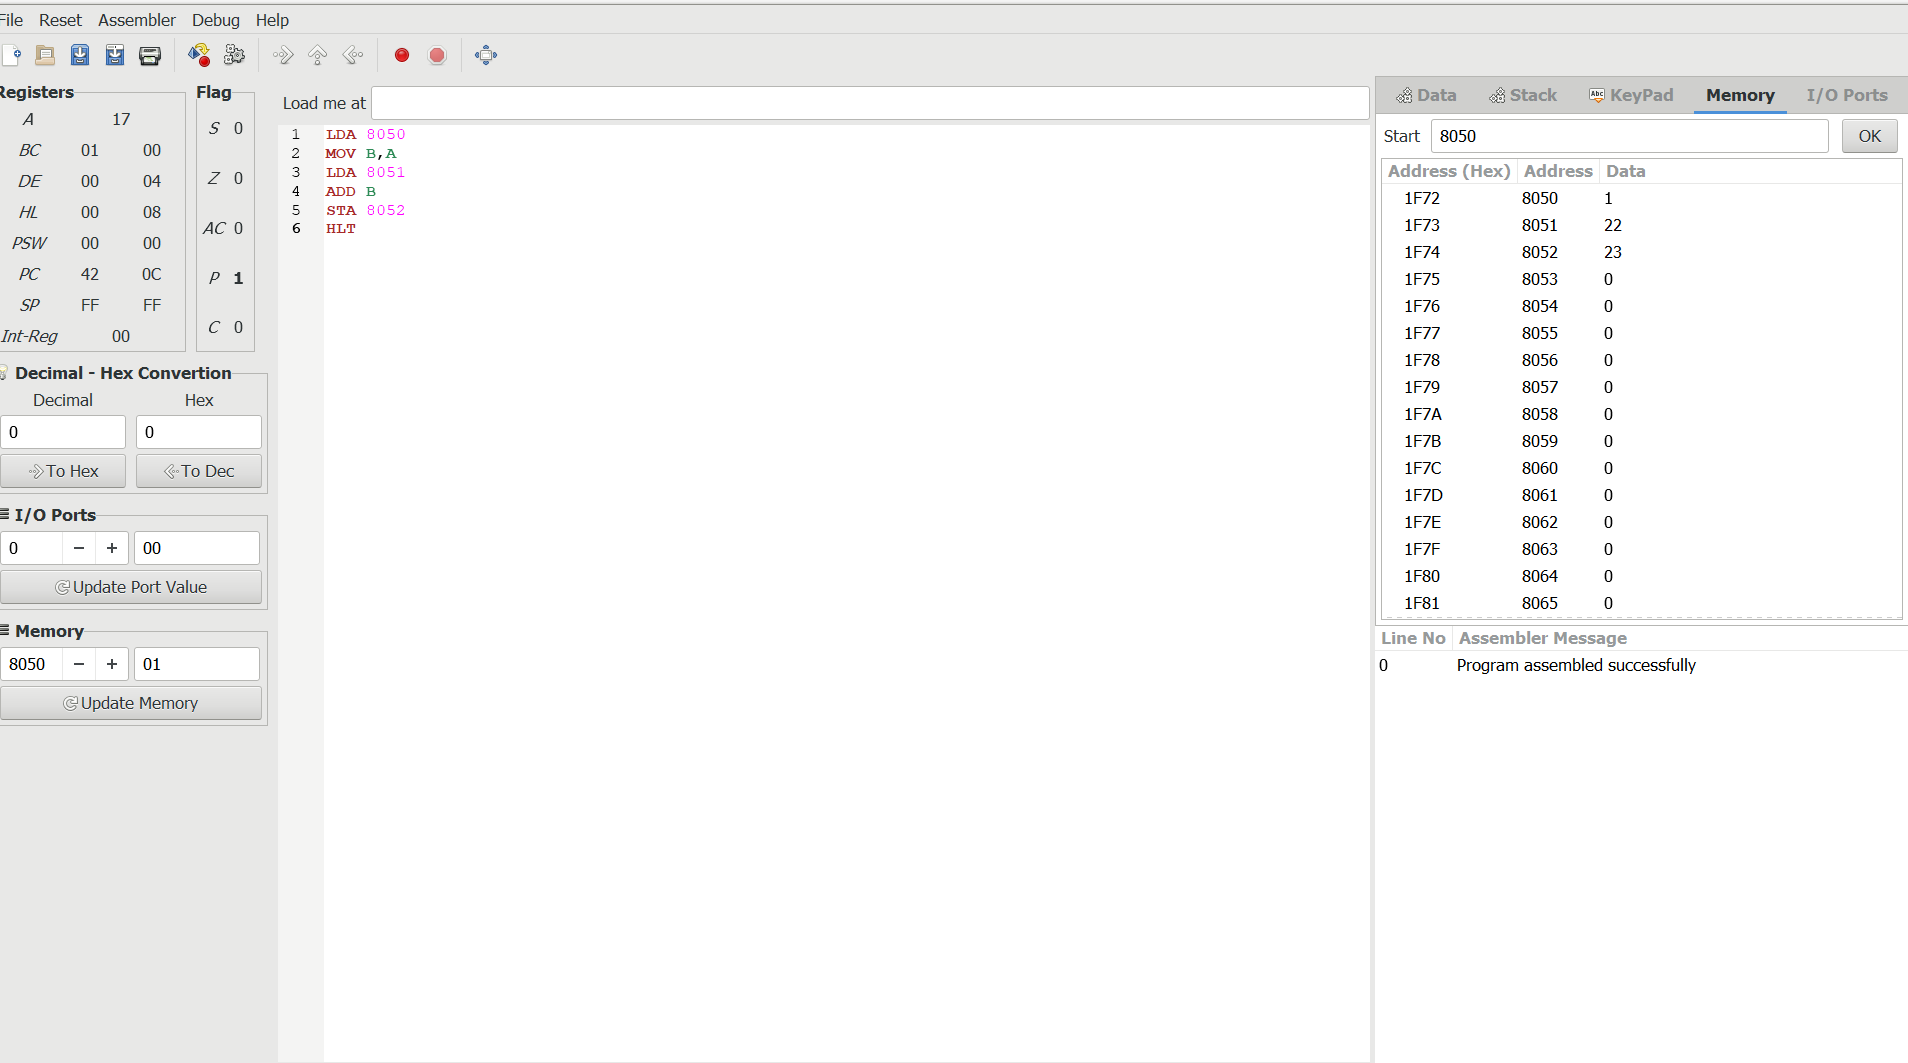 File Reset Assembler Debug Help
Registers
A 17
BC 01 00
DE 00 04
HL 00 08
PSW 00 00
PC 42 0C
SP FF FF
Int-Reg 00
Flag
S 0
Z 0
AC 0
P 1
C 0
Decimal - Hex Convertion
Decimal Hex
0 0
To Hex To Dec
I/O Ports
0 − + 00
Update Port Value
Memory
8050 − + 01
Update Memory
Load me at
1 LDA 8050
2 MOV B,A
3 LDA 8051
4 ADD B
5 STA 8052
6 HLT
Data Stack Abc KeyPad Memory I/O Ports
Start 8050 OK
Address (Hex) Address Data
1F72 8050 1
1F73 8051 22
1F74 8052 23
1F75 8053 0
1F76 8054 0
1F77 8055 0
1F78 8056 0
1F79 8057 0
1F7A 8058 0
1F7B 8059 0
1F7C 8060 0
1F7D 8061 0
1F7E 8062 0
1F7F 8063 0
1F80 8064 0
1F81 8065 0
Line No Assembler Message
0 Program assembled successfully